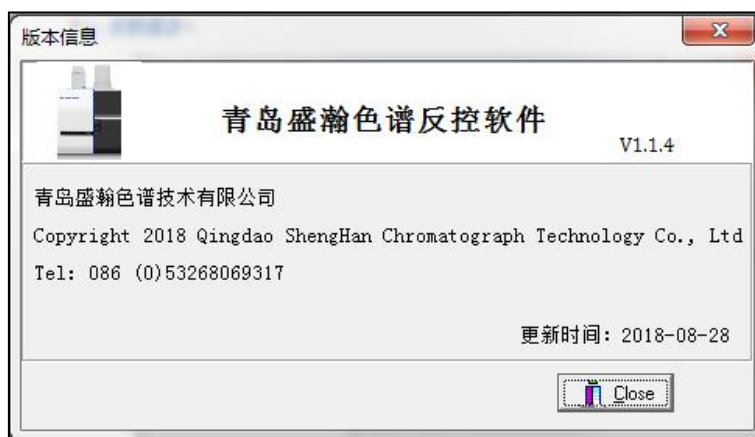 版本信息
青岛盛瀚色谱反控软件
V1.1.4
青岛盛瀚色谱技术有限公司
Copyright 2018 Qingdao ShengHan Chromatograph Technology Co., Ltd
Tel: 086 (0)53268069317
更新时间: 2018-08-28
Close